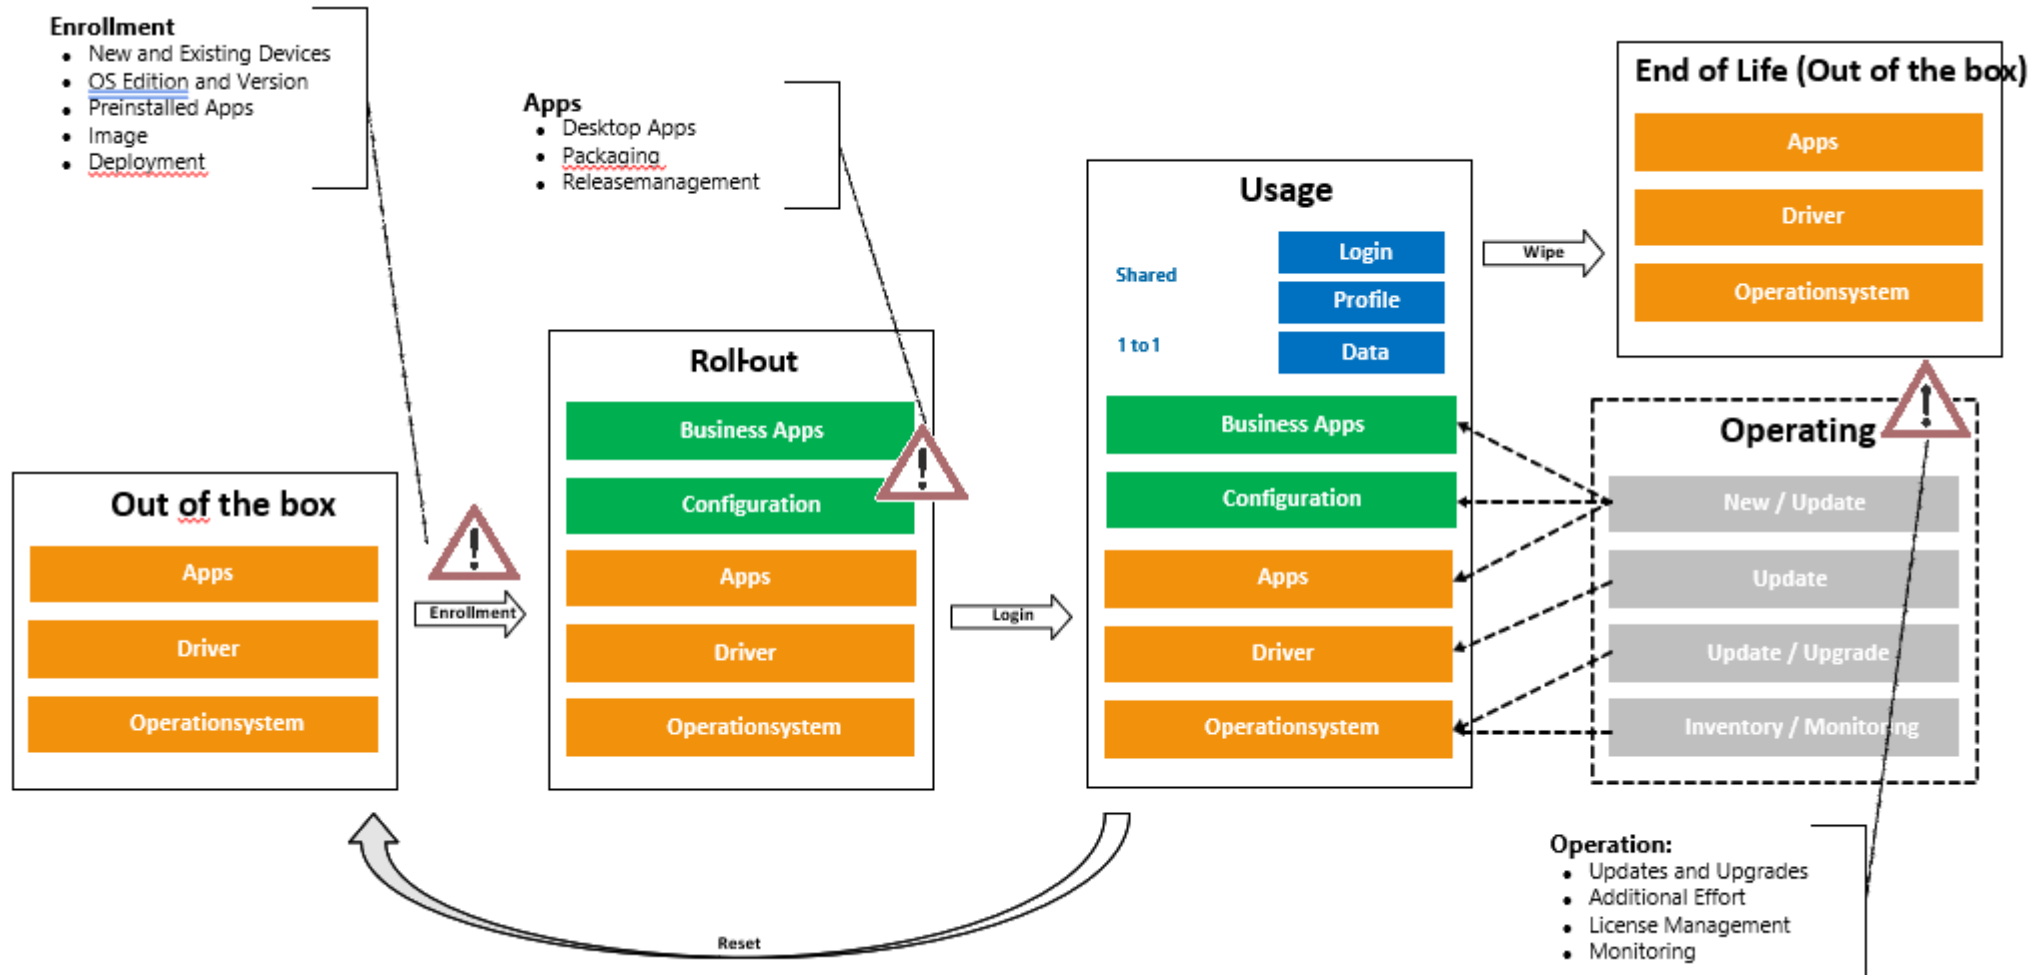 Enrollment
New and Existing Devices
OS Edition and Version
Preinstalled Apps
Image
Deployment
Apps
Desktop Apps
Packaging
Releasemanagement
Out of the box
Apps
Driver
Operationsystem
Enrollment
Roll-out
Business Apps
Configuration
Apps
Driver
Operationsystem
Login
Usage
Shared
1 to 1
Login
Profile
Data
Business Apps
Configuration
Apps
Driver
Operationsystem
Wipe
End of Life (Out of the box)
Apps
Driver
Operationsystem
Operating
New / Update
Update
Update / Upgrade
Inventory / Monitoring
Operation:
Updates and Upgrades
Additional Effort
License Management
Monitoring
Reset